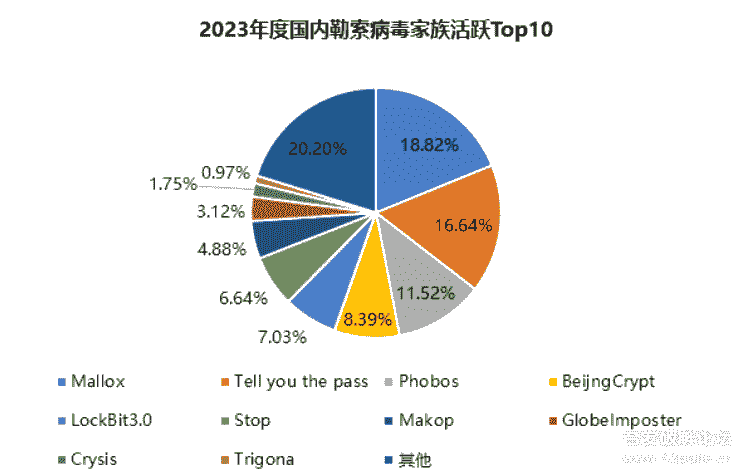 2023年度国内勒索病毒家族活跃Top10
20.20%
18.82%
0.97%
1.75%
3.12%
16.64%
4.88%
11.52%
6.64%
8.39%
7.03%
Mallox Tell you the pass Phobos BeijngCrypt
LockBit3.0 Stop Makop GlobeImposter
Crysis Trigona 其他